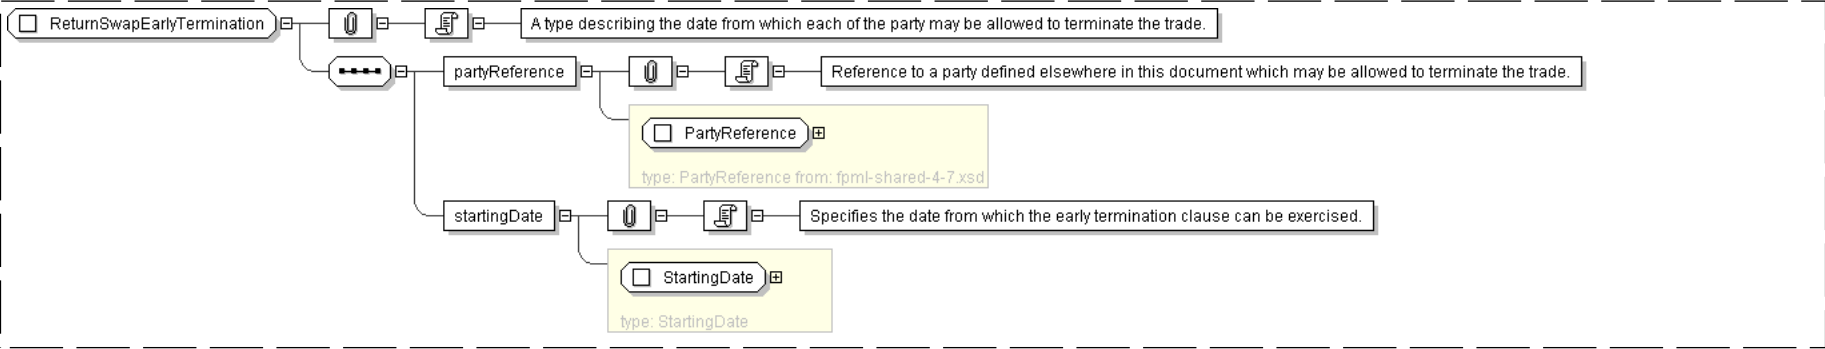 ReturnSwapEarlyTermination
A type describing the date from which each of the party may be allowed to terminate the trade.
partyReference
Reference to a party defined elsewhere in this document which may be allowed to terminate the trade.
PartyReference
type: PartyReference from: fpml-shared-4-7.xsd
startingDate
Specifies the date from which the early termination clause can be exercised.
StartingDate
type: StartingDate